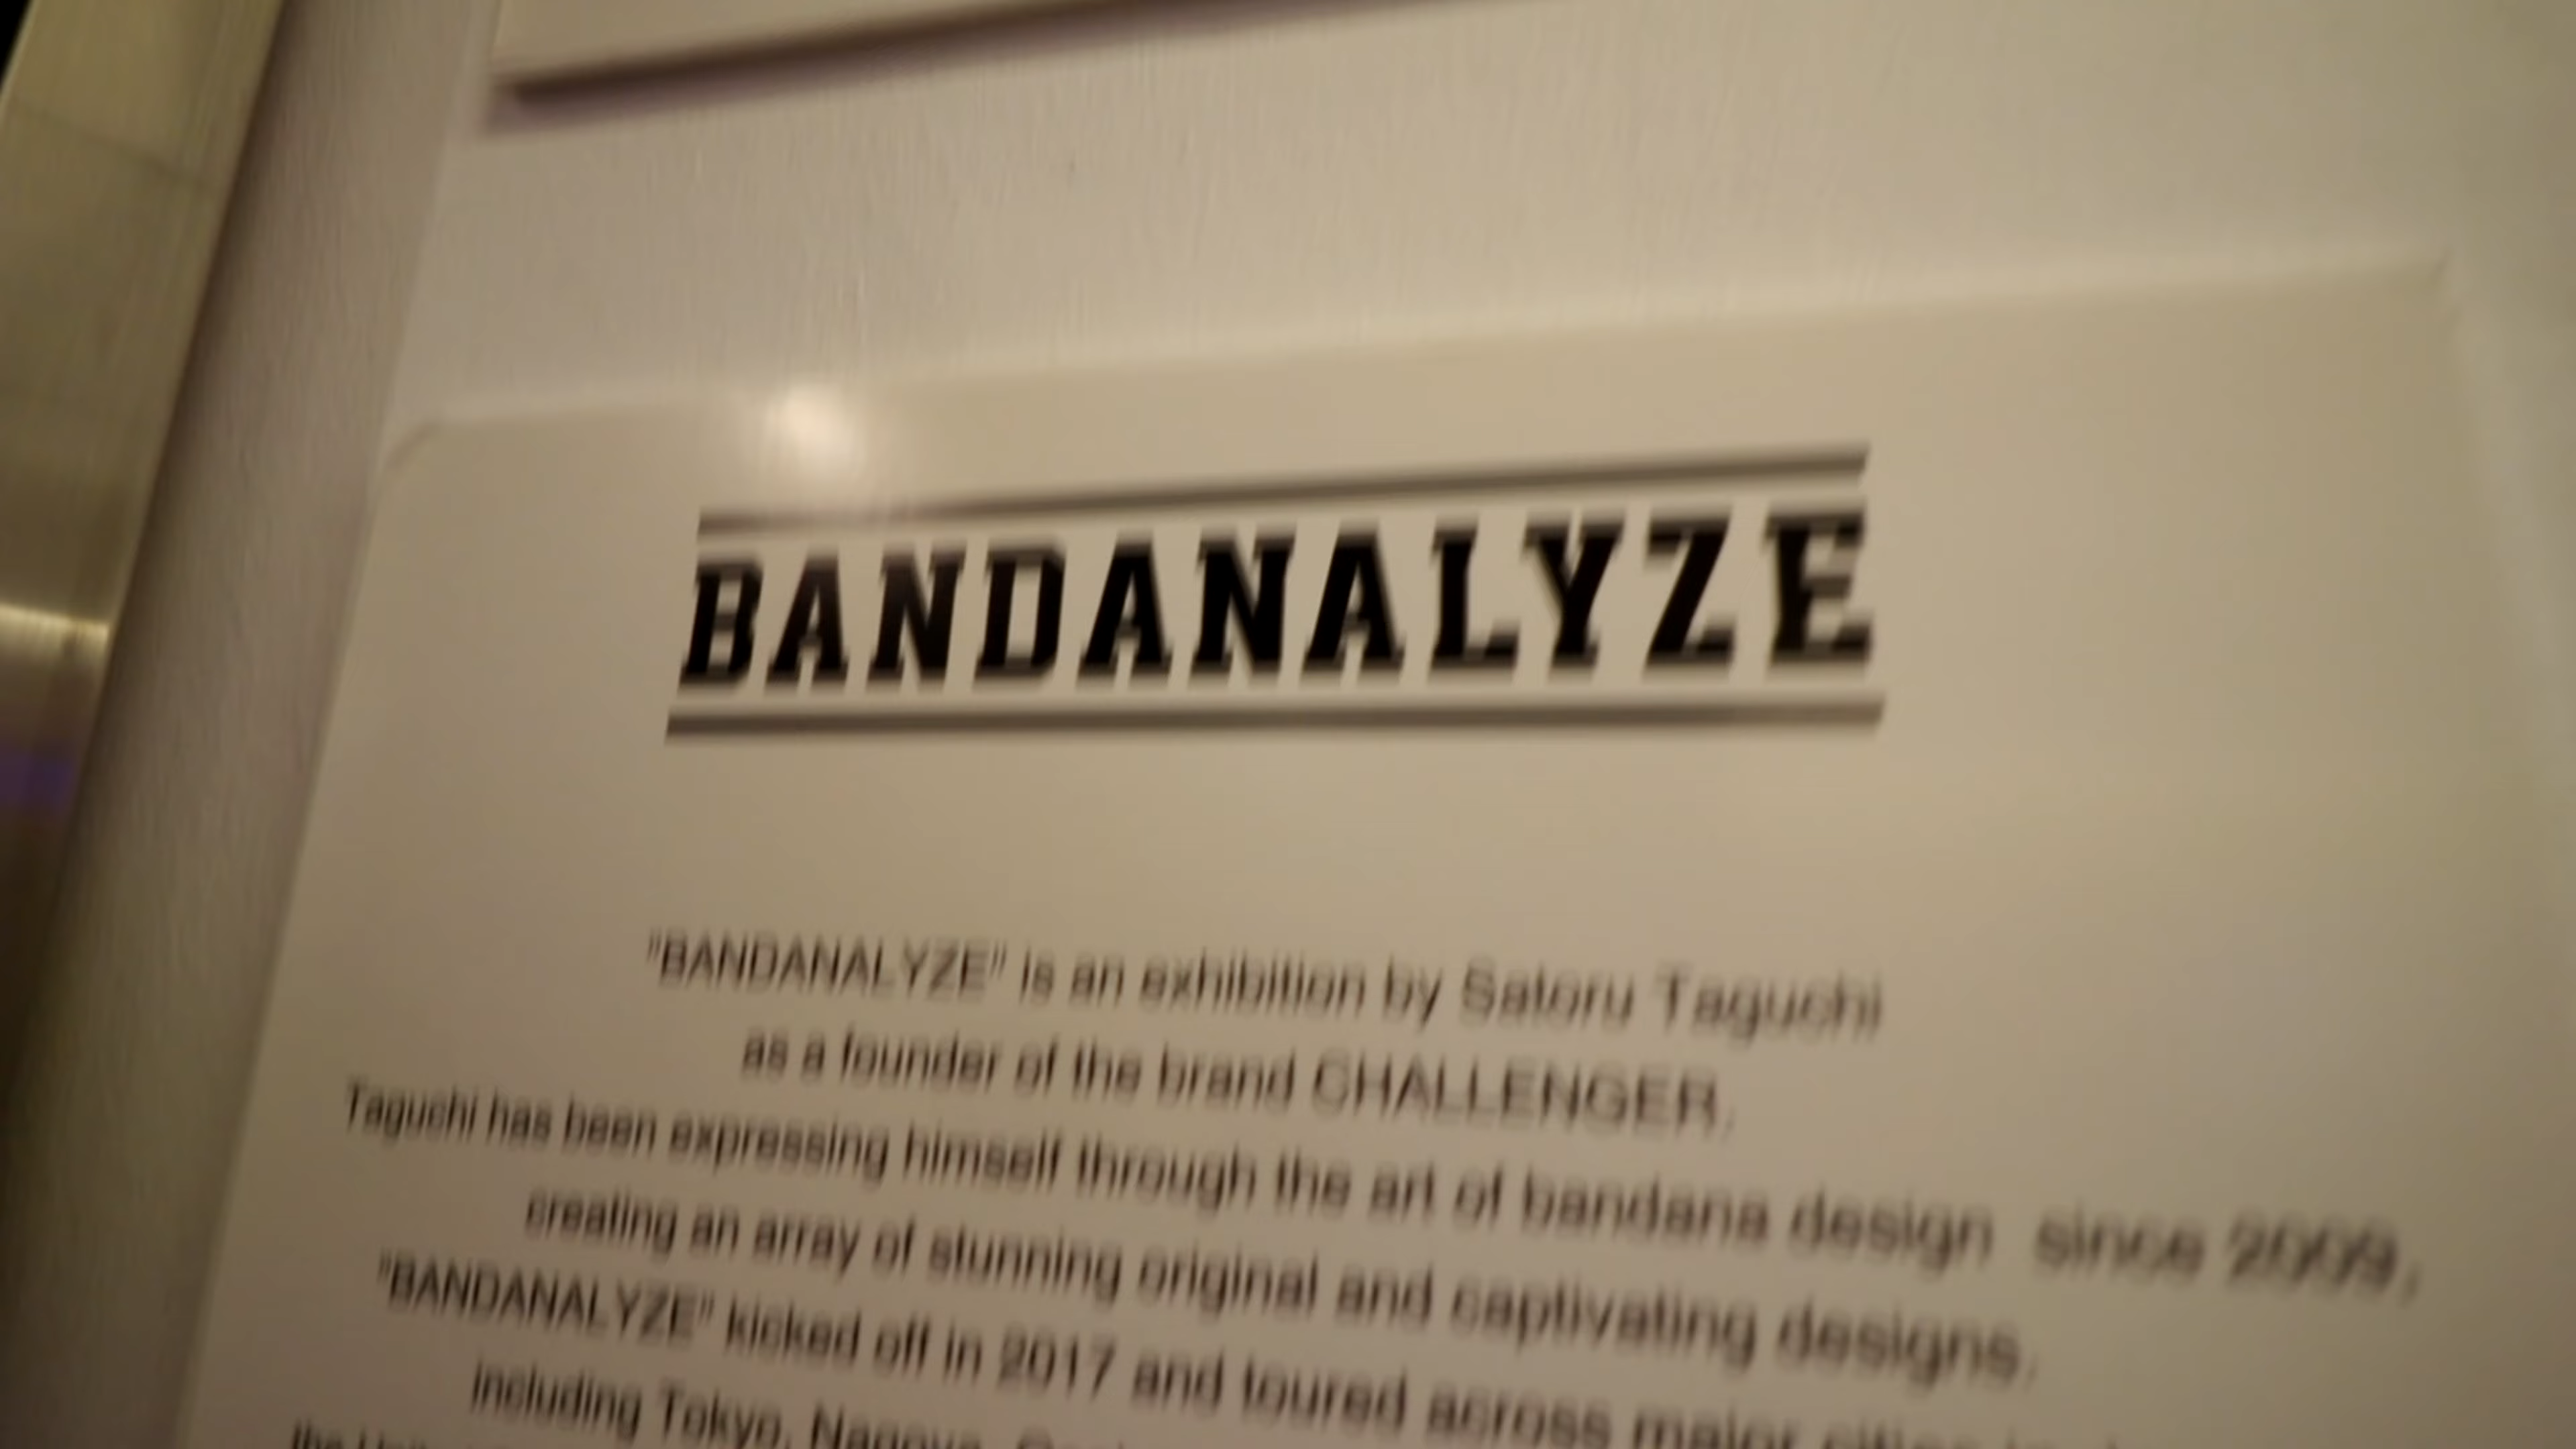 BANDANALYZE
"BANDANALYZE" is an exhibition by Satoru Taguchi
as a founder of the brand CHALLENGER.
Taguchi has been expressing himself through the art of bandana design since 2009,
creating an array of stunning original and captivating designs.
"BANDANALYZE" kicked off in 2017 and toured across major cities
including Tokyo, Nagoya,
the